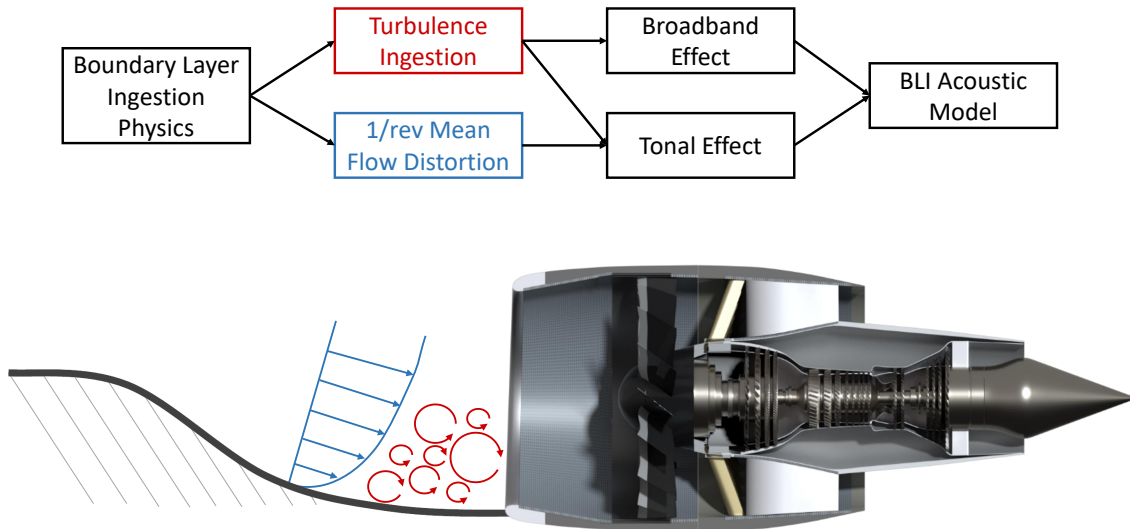 Boundary Layer
Ingestion
Physics
Turbulence
Ingestion
1/rev Mean
Flow Distortion
Broadband
Effect
Tonal Effect
BLI Acoustic
Model